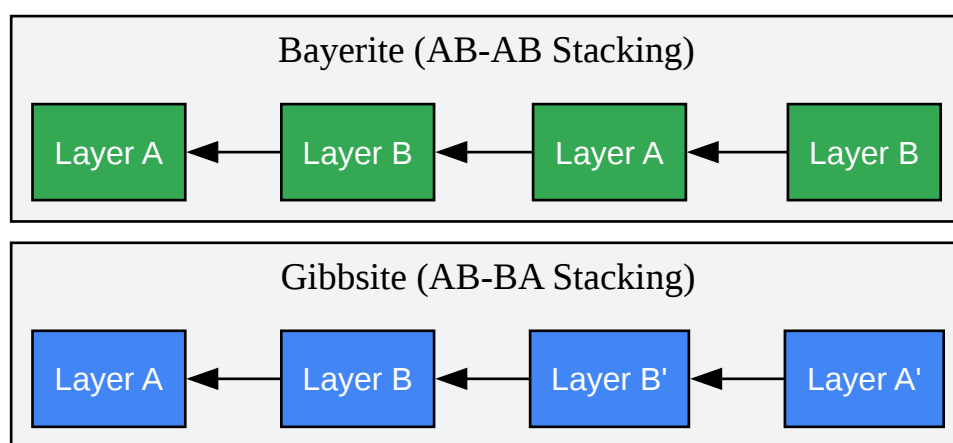 Bayerite (AB-AB Stacking)
Layer A
Layer B
Layer A
Layer B
Gibbsite (AB-BA Stacking)
Layer A
Layer B
Layer B'
Layer A'